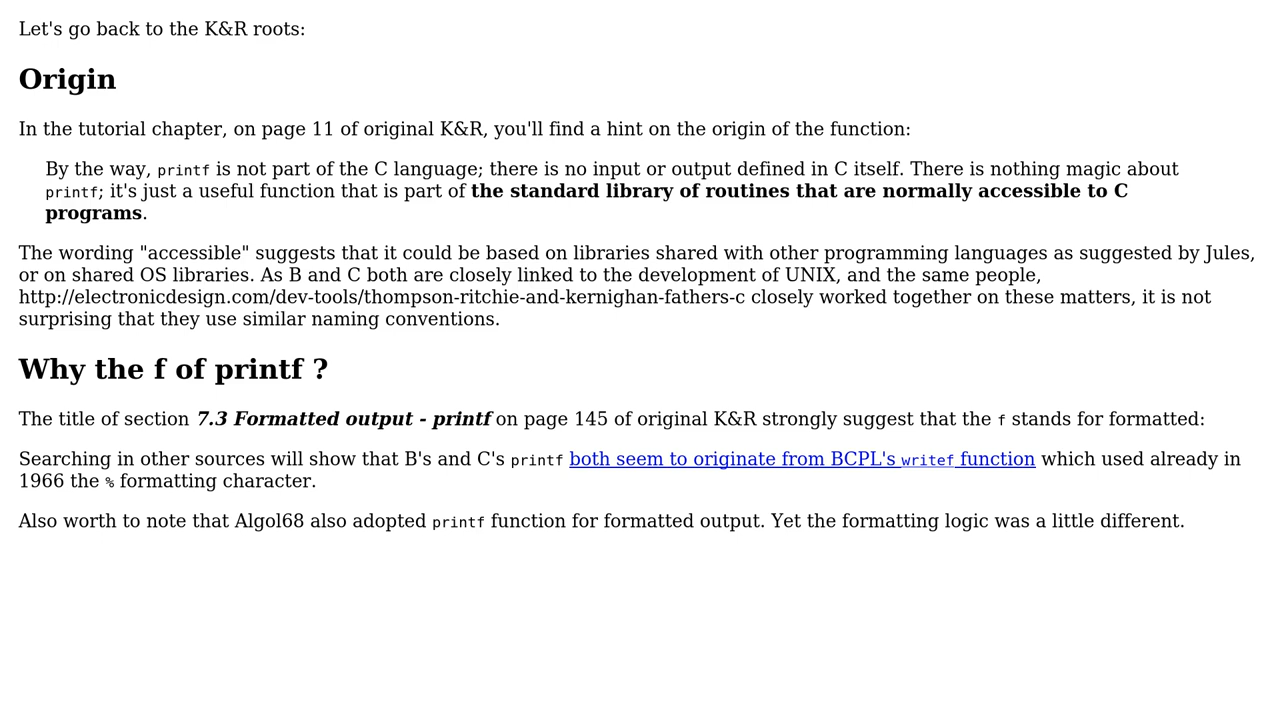 Let's go back to the K&R roots:
Origin
In the tutorial chapter, on page 11 of original K&R, you'll find a hint on the origin of the function:
By the way, printf is not part of the C language; there is no input or output defined in C itself. There is nothing magic about
printf; it's just a useful function that is part of the standard library of routines that are normally accessible to C
programs.
The wording "accessible" suggests that it could be based on libraries shared with other programming languages as suggested by Jules,
or on shared OS libraries. As B and C both are closely linked to the development of UNIX, and the same people,
http://electronicdesign.com/dev-tools/thompson-ritchie-and-kernighan-fathers-c closely worked together on these matters, it is not
surprising that they use similar naming conventions.
Why the f of printf ?
The title of section 7.3 Formatted output - printf on page 145 of original K&R strongly suggest that the f stands for formatted:
Searching in other sources will show that B's and C's printf both seem to originate from BCPL's writef function which used already in
1966 the % formatting character.
Also worth to note that Algol68 also adopted printf function for formatted output. Yet the formatting logic was a little different.